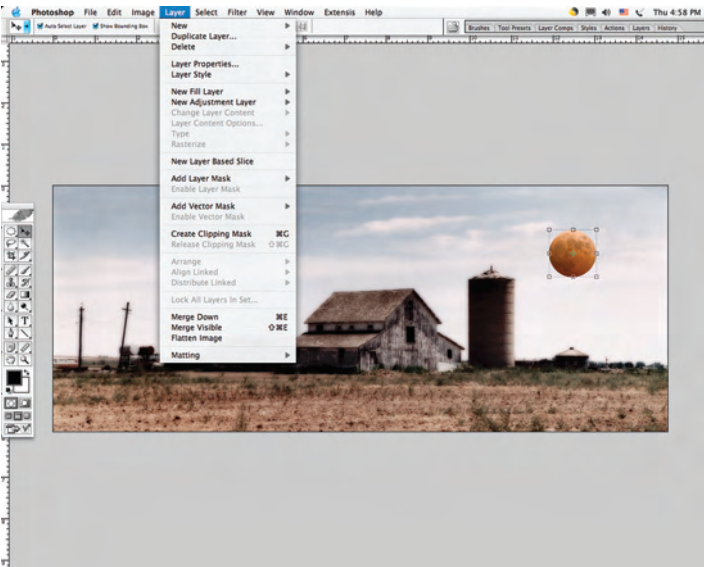 Photoshop File Edit Image Layer Select Filter View Window Extensis Help Thu 4:58 PM
Auto Select Layer Show Bounding Box Brushes Tool Presets Layer Comps Styles Actions Layers History
New
Duplicate Layer...
Delete
Layer Properties...
Layer Style
New Fill Layer
New Adjustment Layer
Change Layer Content
Layer Content Options...
Type
Rasterize
New Layer Based Slice
Add Layer Mask
Enable Layer Mask
Add Vector Mask
Enable Vector Mask
Create Clipping Mask ⌘G
Release Clipping Mask ⇧⌘G
Arrange
Align Linked
Distribute Linked
Lock All Layers In Set...
Merge Down ⌘E
Merge Visible ⇧⌘E
Flatten Image
Matting